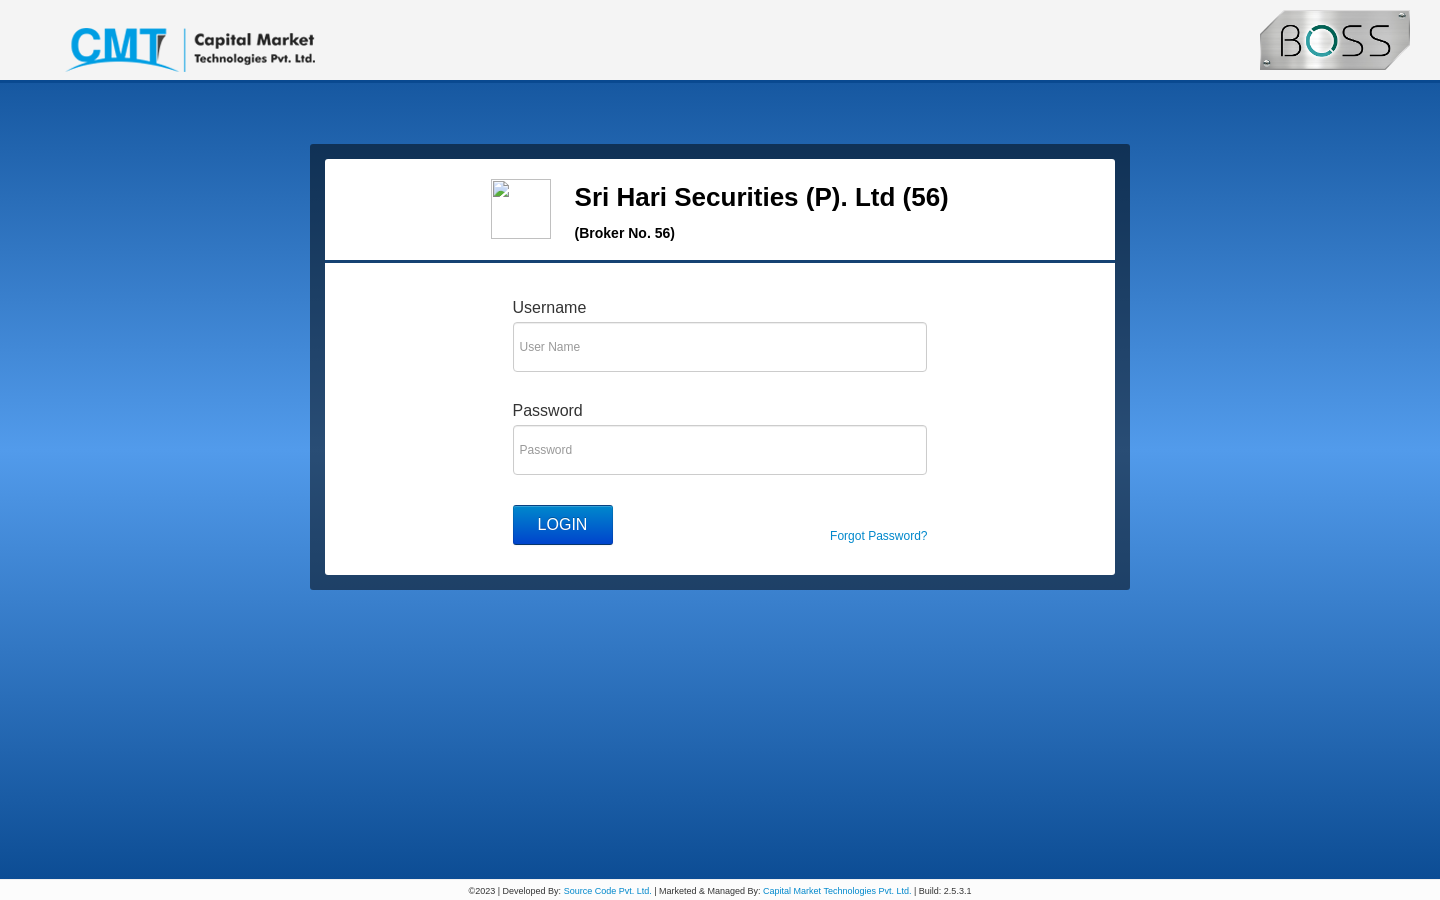 CMT
Capital Market
Technologies Pvt. Ltd.
BOSS
Sri Hari Securities (P). Ltd (56)
(Broker No. 56)
Username
User Name
Password
Password
LOGIN
Forgot Password?
©2023 | Developed By: Source Code Pvt. Ltd. | Marketed & Managed By: Capital Market Technologies Pvt. Ltd. | Build: 2.5.3.1